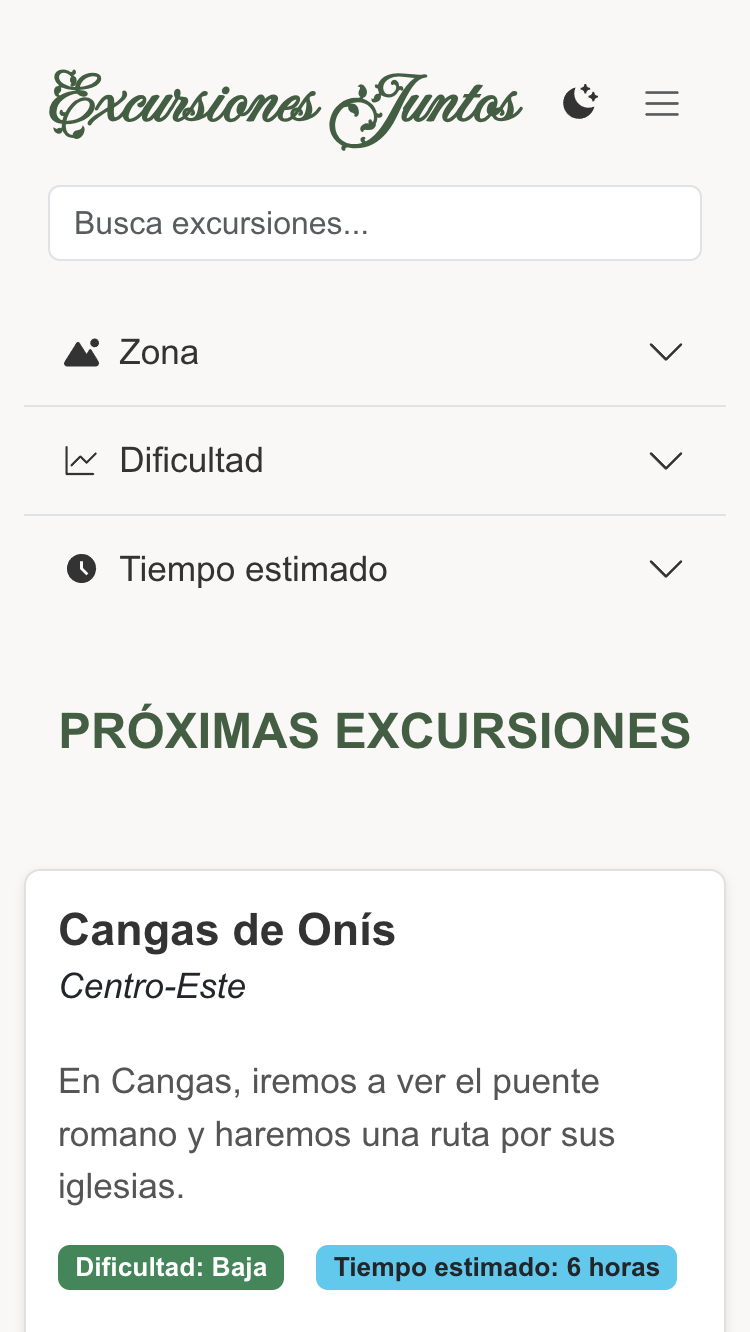 Excursiones Juntos
Busca excursiones...
Zona
Dificultad
Tiempo estimado
PRÓXIMAS EXCURSIONES
Cangas de Onís
Centro-Este
En Cangas, iremos a ver el puente
romano y haremos una ruta por sus
iglesias.
Dificultad: Baja
Tiempo estimado: 6 horas